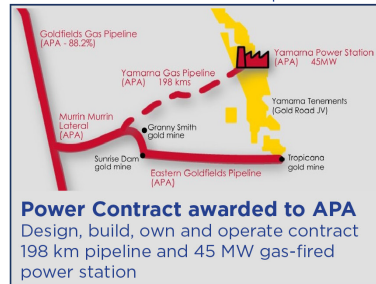 Goldfields Gas Pipeline
(APA - 88.2%)
Yamarna Power Station
(APA) 45MW
Yamarna Gas Pipeline
(APA) 198 kms
Yamarna Tenements
(Gold Road JV)
Murrin Murrin
Lateral
(APA)
Granny Smith
gold mine
Sunrise Dam
gold mine
Tropicana
gold mine
Eastern Goldfields Pipeline
(APA)
Power Contract awarded to APA
Design, build, own and operate contract
198 km pipeline and 45 MW gas-fired
power station